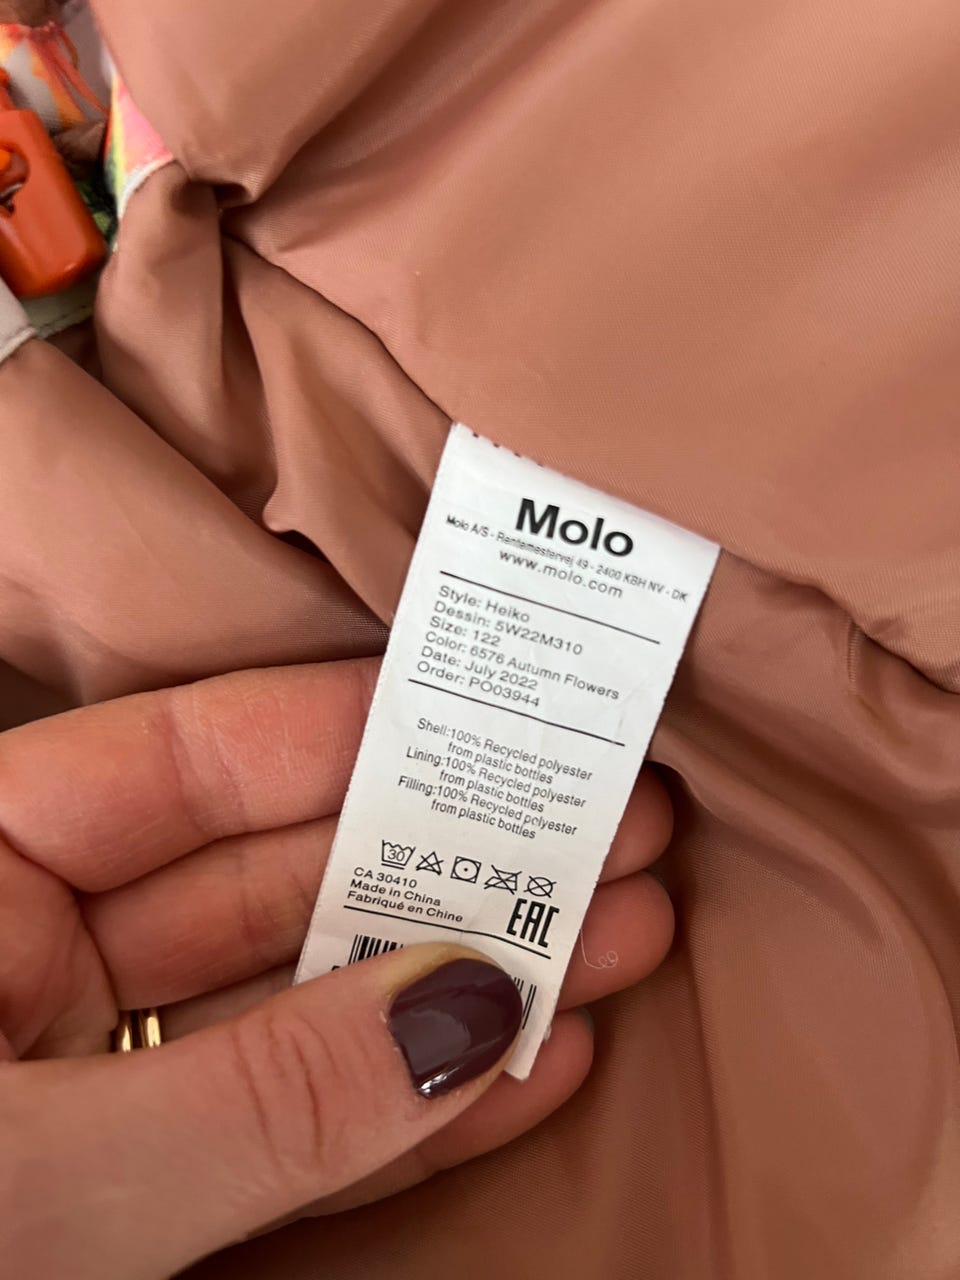 Molo
Molo A/S - Rentemestervej 49 - 2400 KBH NV - DK
www.molo.com
Style: Heiko
Dessin: 5W22M310
Size: 122
Color: 6576 Autumn Flowers
Date: July 2022
Order: PO03944
Shell:100% Recycled polyester
from plastic bottles
Lining:100% Recycled polyester
from plastic bottles
Filling:100% Recycled polyester
from plastic bottles
30
CA 30410
Made in China
Fabriqué en Chine
EAC